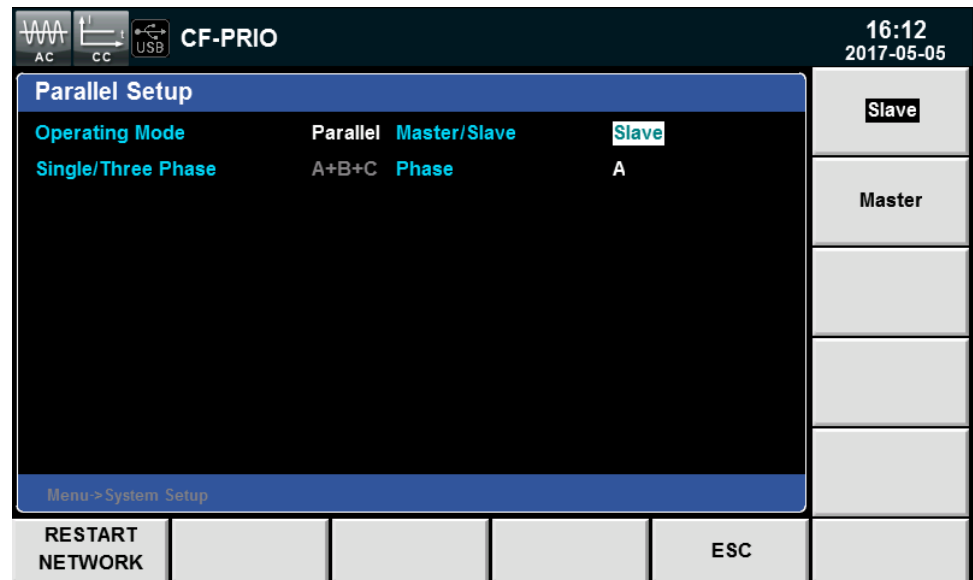 AC
t
CC
USB
CF-PRIO
16:12
2017-05-05
Parallel Setup
Operating Mode Parallel Master/Slave Slave
Single/Three Phase A+B+C Phase A
Menu->System Setup
Slave
Master
RESTART
NETWORK
ESC